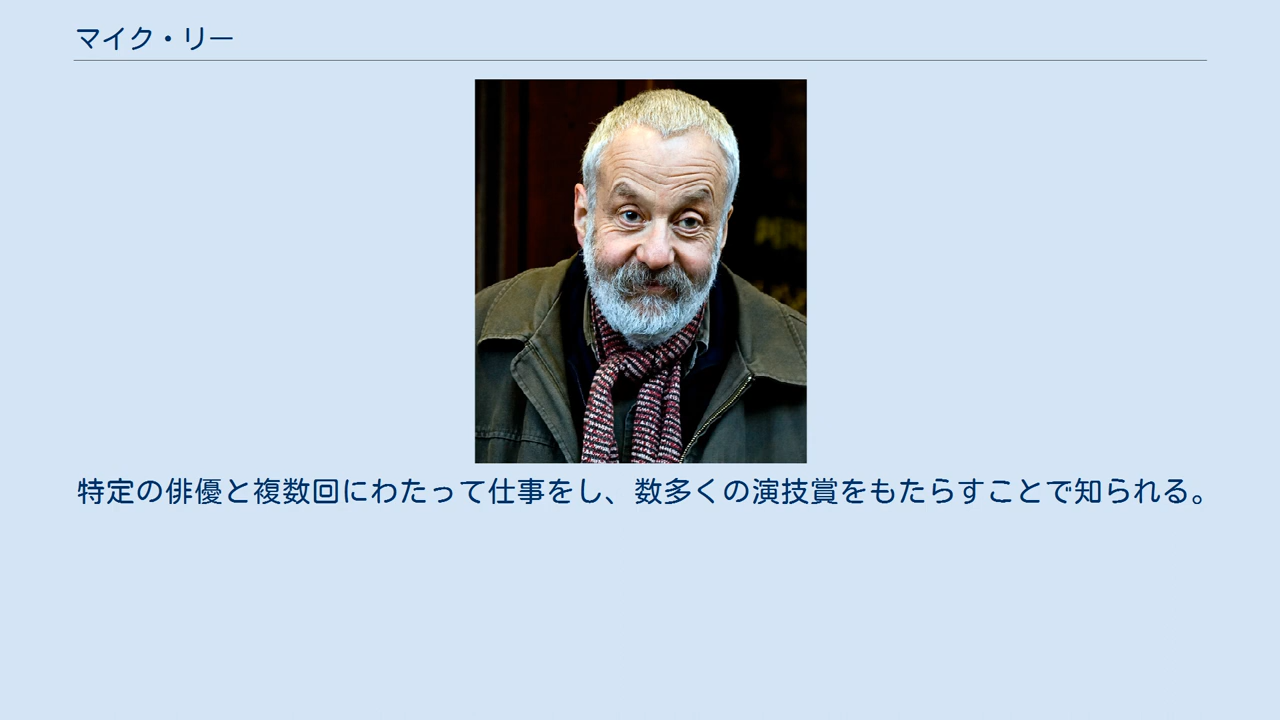 マイク・リー
特定の俳優と複数回にわたって仕事をし、数多くの演技賞をもたらすことで知られる。